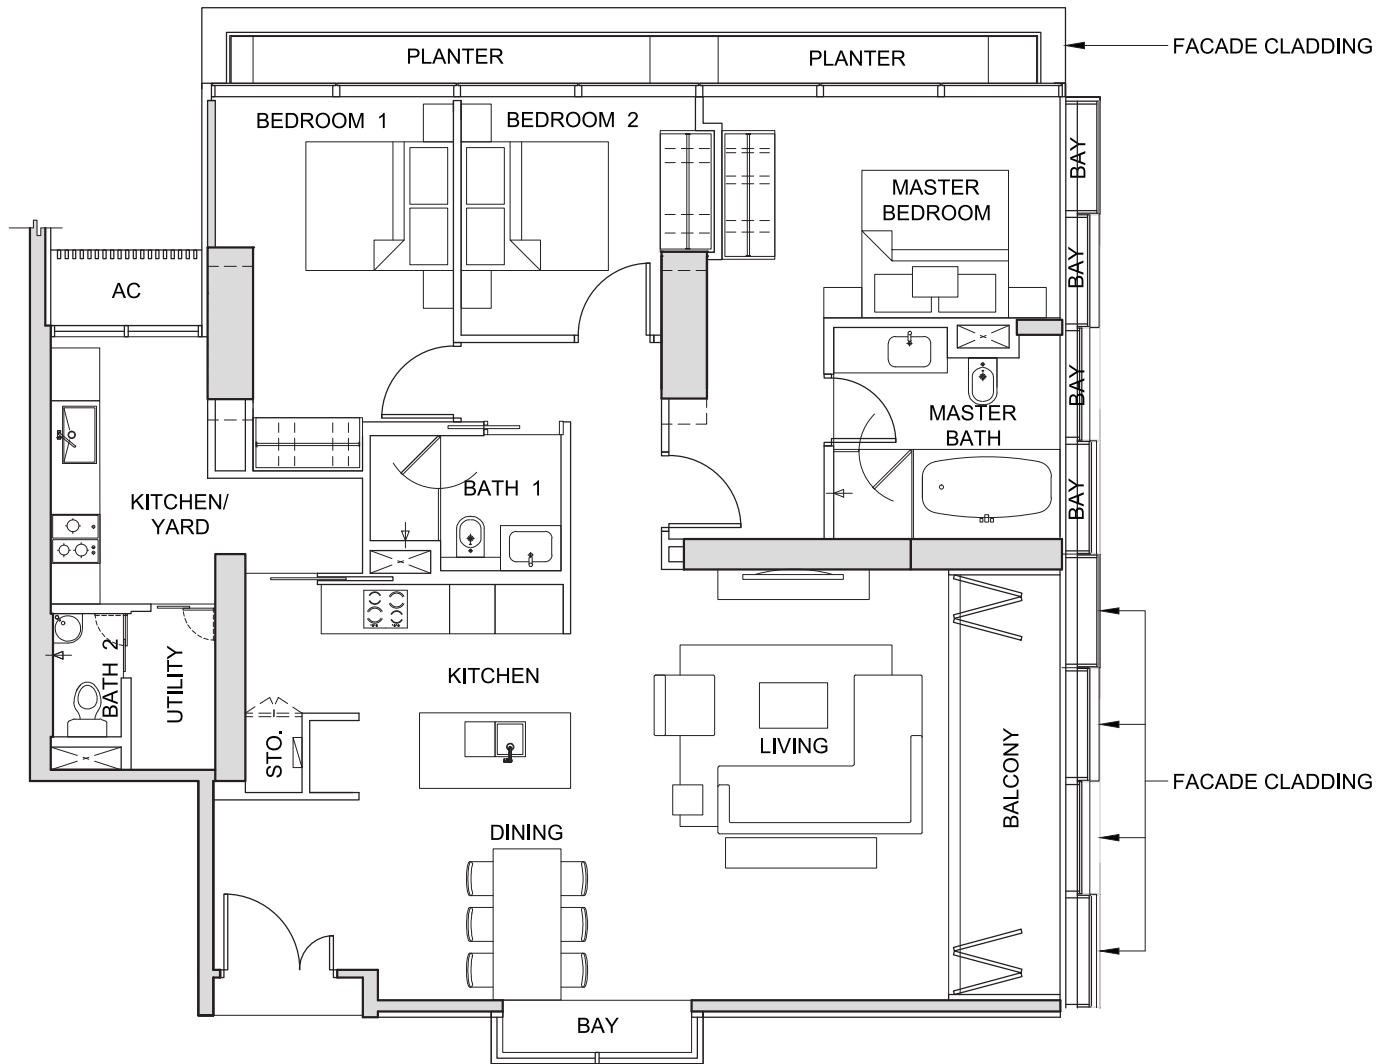 PLANTER
PLANTER
FACADE CLADDING
BEDROOM 1
BEDROOM 2
MASTER
BEDROOM
BAY
BAY
AC
BAY
MASTER
BATH
BATH 1
KITCHEN/
YARD
BAY
BATH 2
UTILITY
KITCHEN
STO.
LIVING
BALCONY
FACADE CLADDING
DINING
BAY